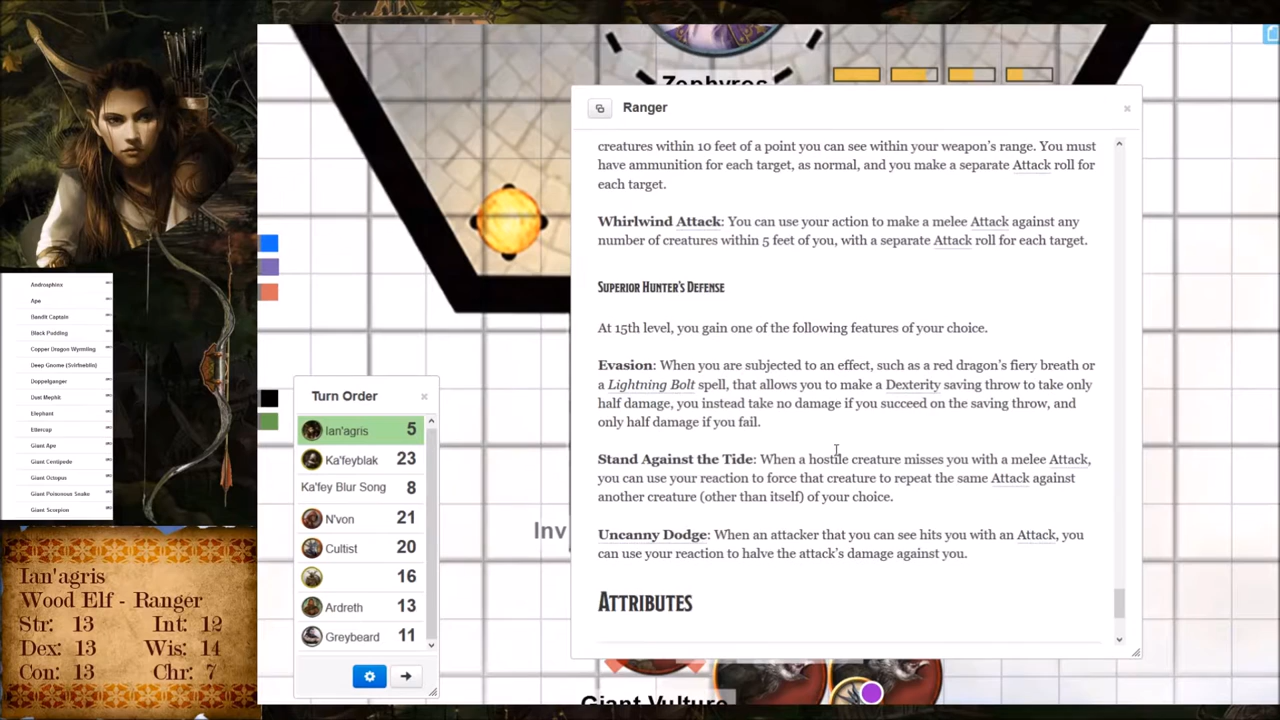 Zephyros
Ranger
creatures within 10 feet of a point you can see within your weapon's range. You must
have ammunition for each target, as normal, and you make a separate Attack roll for
each target.
Whirlwind Attack: You can use your action to make a melee Attack against any
number of creatures within 5 feet of you, with a separate Attack roll for each target.
Superior Hunter's Defense
At 15th level, you gain one of the following features of your choice.
Evasion: When you are subjected to an effect, such as a red dragon's fiery breath or
a Lightning Bolt spell, that allows you to make a Dexterity saving throw to take only
half damage, you instead take no damage if you succeed on the saving throw, and
only half damage if you fail.
Stand Against the Tide: When a hostile creature misses you with a melee Attack,
you can use your reaction to force that creature to repeat the same Attack against
another creature (other than itself) of your choice.
Uncanny Dodge: When an attacker that you can see hits you with an Attack, you
can use your reaction to halve the attack's damage against you.
Attributes
Androsphinx
Ape
Bandit Captain
Black Pudding
Copper Dragon Wyrmling
Deep Gnome (Svirfneblin)
Doppelganger
Dust Mephit
Elephant
Ettercap
Giant Ape
Giant Centipede
Giant Octopus
Giant Poisonous Snake
Giant Scorpion
Turn Order
Ian'agris 5
Ka'feyblak 23
Ka'fey Blur Song 8
N'von 21
Cultist 20
16
Ardreth 13
Greybeard 11
Inv
Giant Vulture
Ian'agris
Wood Elf - Ranger
Str: 13 Int: 12
Dex: 13 Wis: 14
Con: 13 Chr: 7